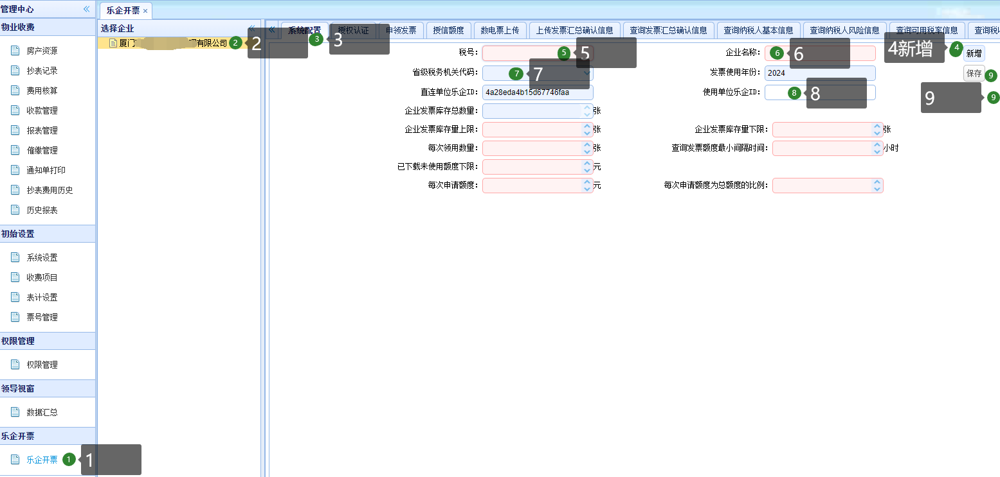 管理中心
物业收费
房产资源
抄表记录
费用核算
收款管理
报表管理
催缴管理
通知单打印
抄表费用历史
历史报表
初始设置
系统设置
收费项目
表计设置
票号管理
权限管理
权限管理
领导视窗
数据汇总
乐企开票
乐企开票 1 1
乐企开票 ×
选择企业
厦门 有限公司 2 2
系统配置 3 3 授权认证 申领发票 授信额度 数电票上传 上传发票汇总确认信息 查询发票汇总确认信息 查询纳税人基本信息 查询纳税人风险信息 查询可用税率信息 查询税
税号: 5 5 企业名称: 6 6 4新增 4 新增
省级税务机关代码: 7 7 发票使用年份: 2024 保存 9
直连单位乐企ID: 4a28eda4b15d67746faa 使用单位乐企ID: 8 8 9 9
企业发票库存总数量: 张
企业发票库存量上限: 张 企业发票库存量下限: 张
每次领用数量: 张 查询发票额度最小间隔时间: 小时
已下载未使用额度下限: 元
每次申请额度: 元 每次申请额度为总额度的比例: